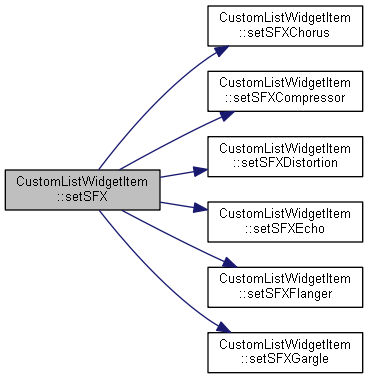 CustomListWidgetItem
::setSFX
CustomListWidgetItem
::setSFXChorus
CustomListWidgetItem
::setSFXCompressor
CustomListWidgetItem
::setSFXDistortion
CustomListWidgetItem
::setSFXEcho
CustomListWidgetItem
::setSFXFlanger
CustomListWidgetItem
::setSFXGargle